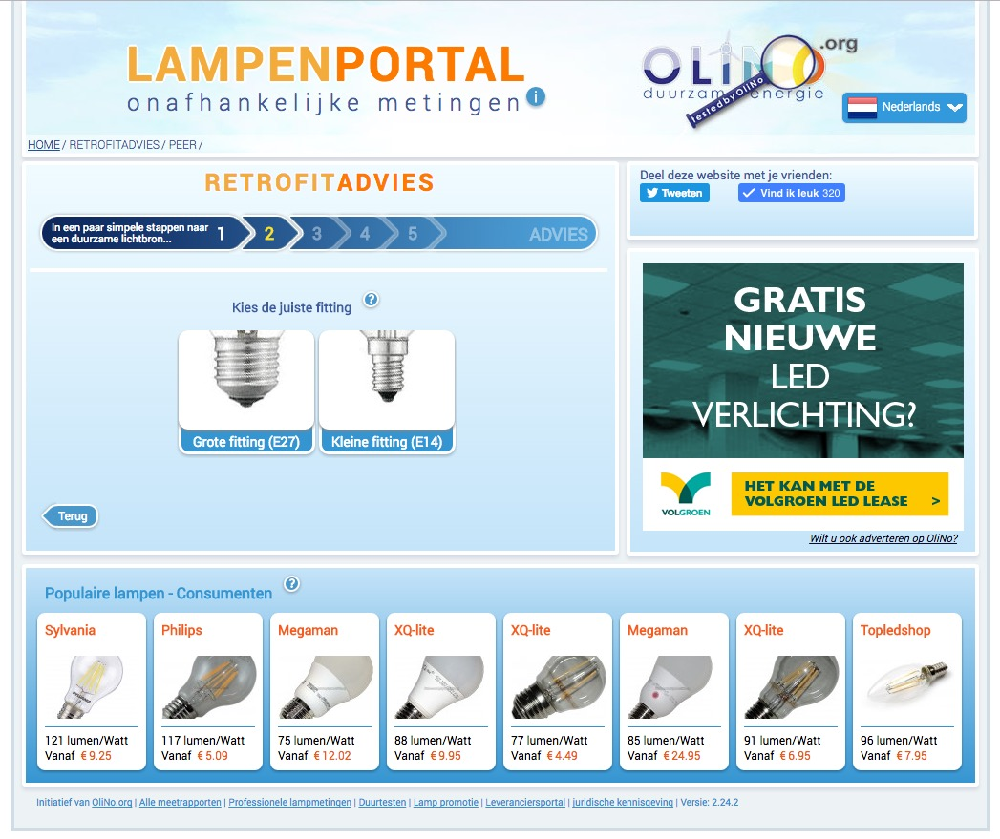 LAMPENPORTAL
onafhankelijke metingen i
OLiNO .org
duurzame energie
testedbyOliNo
Nederlands
HOME / RETROFITADVIES / PEER /
RETROFITADVIES
In een paar simpele stappen naar
een duurzame lichtbron...
1 2 3 4 5 ADVIES
Kies de juiste fitting ?
Grote fitting (E27) Kleine fitting (E14)
Terug
Deel deze website met je vrienden:
Tweeten Vind ik leuk 320
GRATIS
NIEUWE
LED
VERLICHTING?
VOLGROEN
HET KAN MET DE
VOLGROEN LED LEASE >
Wilt u ook adverteren op OliNo?
Populaire lampen - Consumenten ?
Sylvania
121 lumen/Watt
Vanaf € 9.25
Philips
117 lumen/Watt
Vanaf € 5.09
Megaman
75 lumen/Watt
Vanaf € 12.02
XQ-lite
88 lumen/Watt
Vanaf € 9.95
XQ-lite
77 lumen/Watt
Vanaf € 4.49
Megaman
85 lumen/Watt
Vanaf € 24.95
XQ-lite
91 lumen/Watt
Vanaf € 6.95
Topledshop
96 lumen/Watt
Vanaf € 7.95
Initiatief van OliNo.org | Alle meetrapporten | Professionele lampmetingen | Duurtesten | Lamp promotie | Leveranciersportal | juridische kennisgeving | Versie: 2.24.2